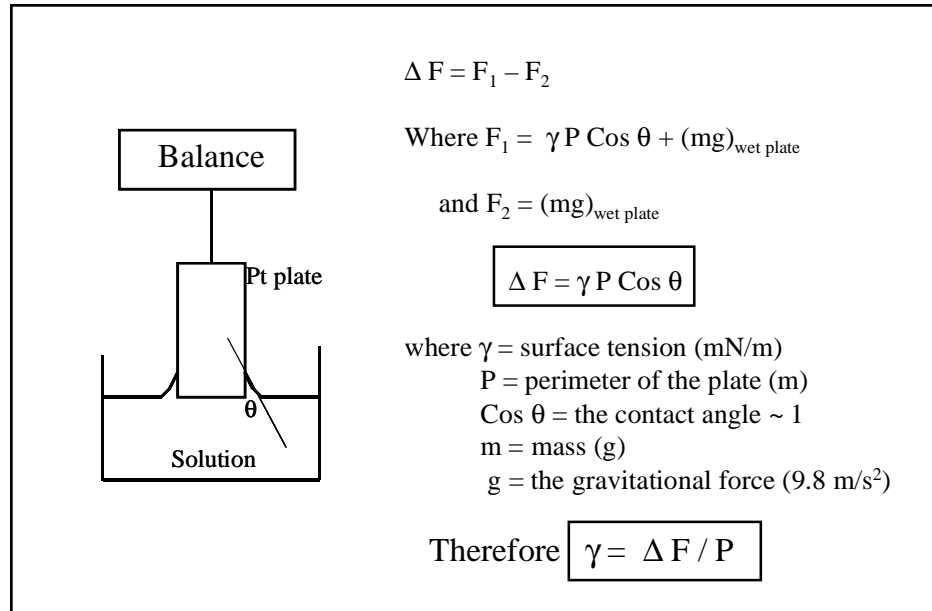 Δ F = F₁ – F₂
Where F₁ = γ P Cos θ + (mg)wet plate
and F₂ = (mg)wet plate
Δ F = γ P Cos θ
where γ = surface tension (mN/m)
P = perimeter of the plate (m)
Cos θ = the contact angle ~ 1
m = mass (g)
g = the gravitational force (9.8 m/s²)
Therefore γ = Δ F / P
Balance
Pt plate
θ
Solution